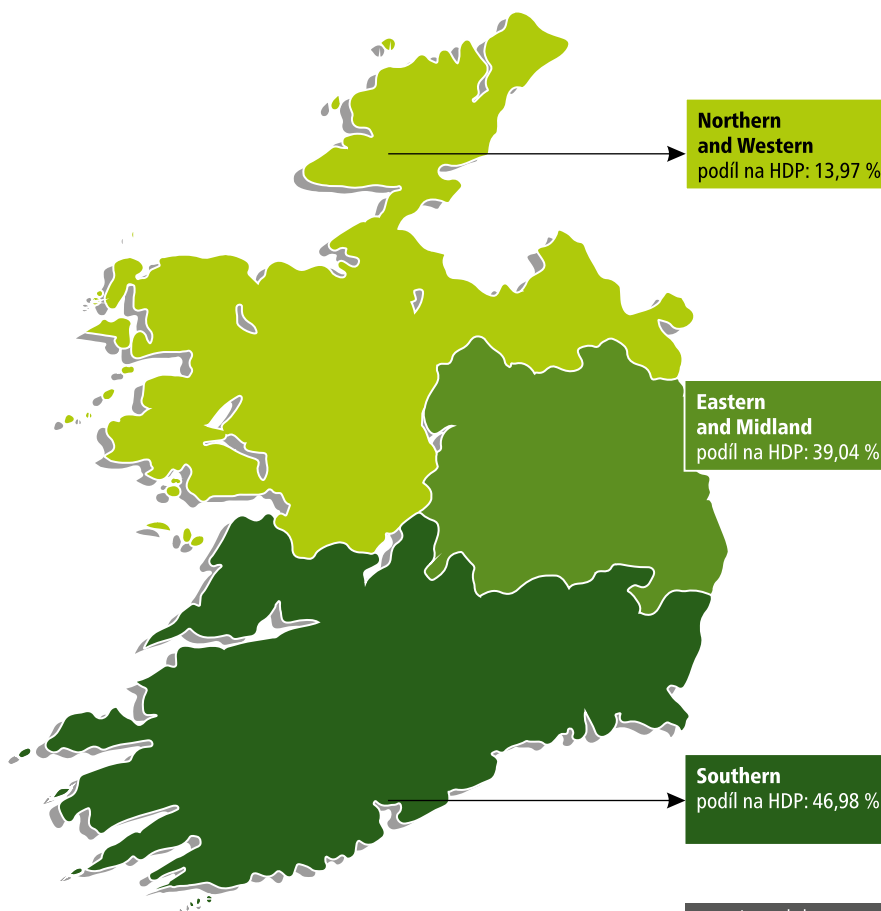 Northern
and Western
podíl na HDP: 13,97 %
Eastern
and Midland
podíl na HDP: 39,04 %
Southern
podíl na HDP: 46,98 %